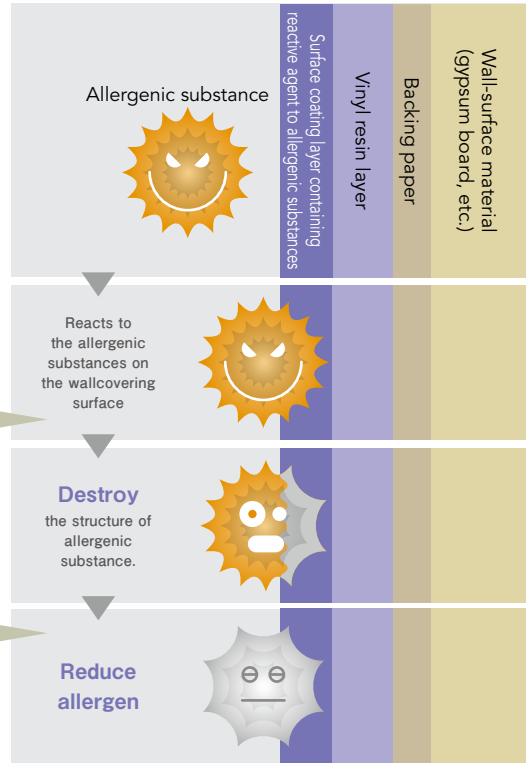 Allergenic substance
Surface coating layer containing
reactive agent to allergenic substances
Vinyl resin layer
Backing paper
Wall-surface material
(gypsum board, etc.)
Reacts to
the allergenic
substances on
the wallcovering
surface
Destroy
the structure of
allergenic
substance.
Reduce
allergen